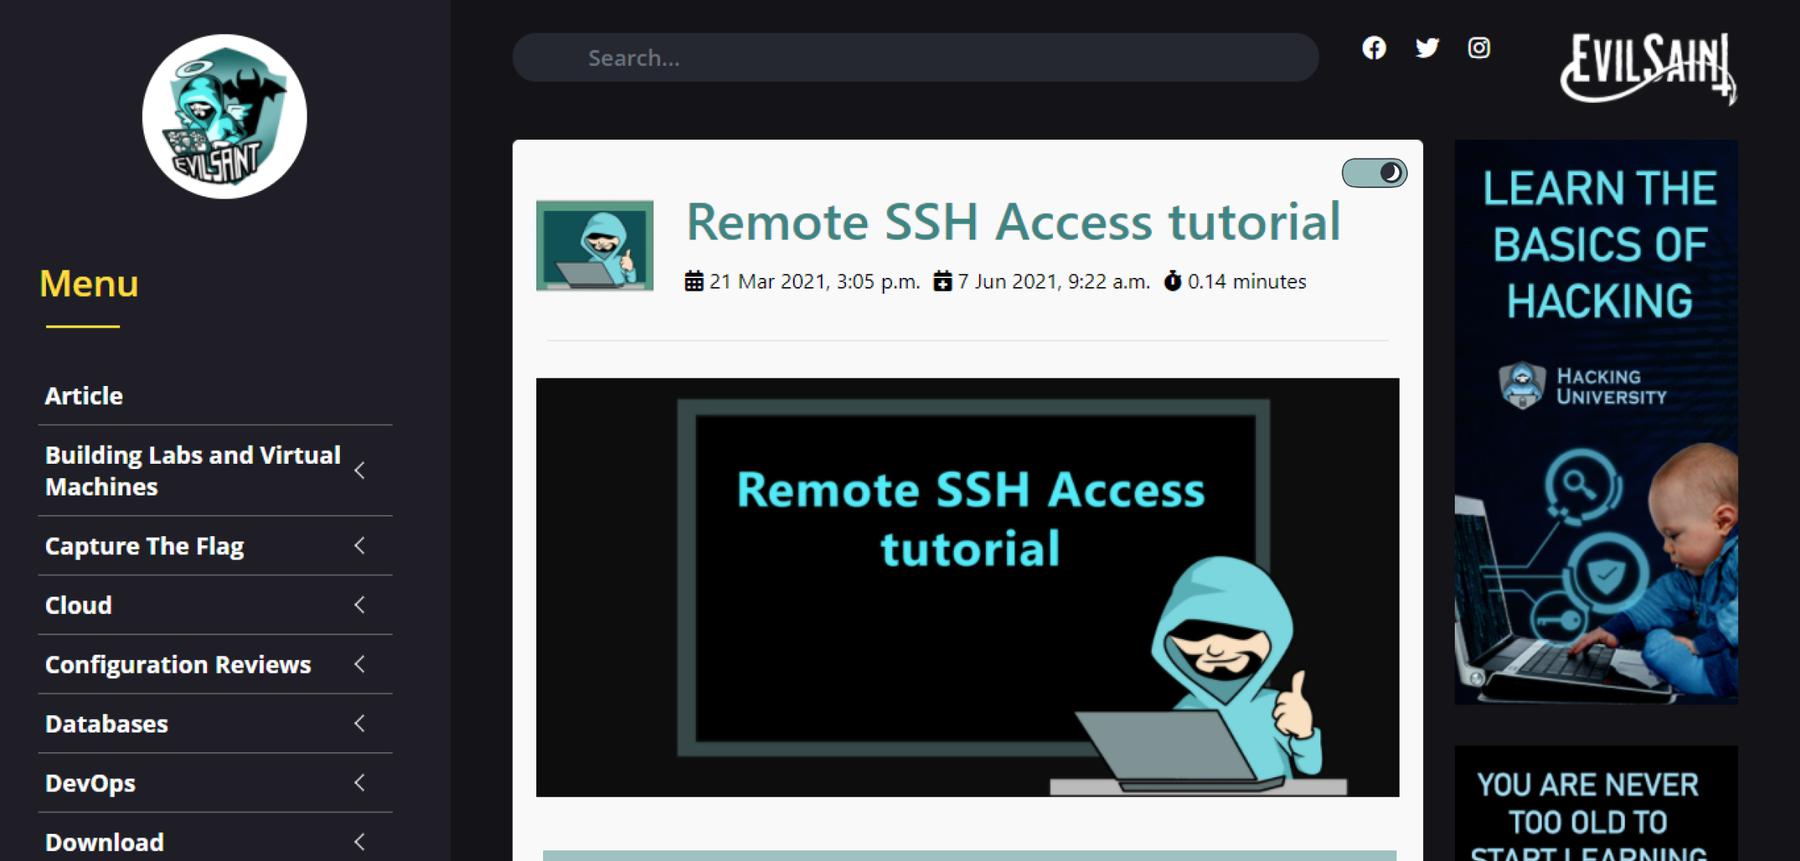 EVILSAINT
Menu
Article
Building Labs and Virtual
Machines
Capture The Flag
Cloud
Configuration Reviews
Databases
DevOps
Download
Search...
EVILSAINT
Remote SSH Access tutorial
21 Mar 2021, 3:05 p.m. 7 Jun 2021, 9:22 a.m. 0.14 minutes
Remote SSH Access
tutorial
LEARN THE
BASICS OF
HACKING
HACKING
UNIVERSITY
YOU ARE NEVER
TOO OLD TO
START LEARNING